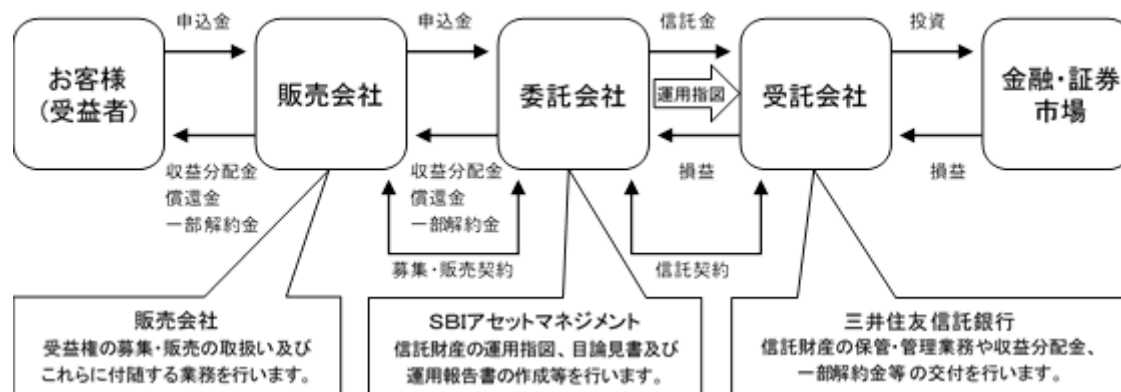 申込金
申込金
信託金
投資
お客様
（受益者）
販売会社
委託会社
運用指図
受託会社
金融・証券
市場
収益分配金
償還金
一部解約金
収益分配金
償還金
一部解約金
損益
損益
募集・販売契約
信託契約
販売会社
受益権の募集・販売の取扱い及び
これらに付随する業務を行います。
SBIアセットマネジメント
信託財産の運用指図、目論見書及び
運用報告書の作成等を行います。
三井住友信託銀行
信託財産の保管・管理業務や収益分配金、
一部解約金等の交付を行います。